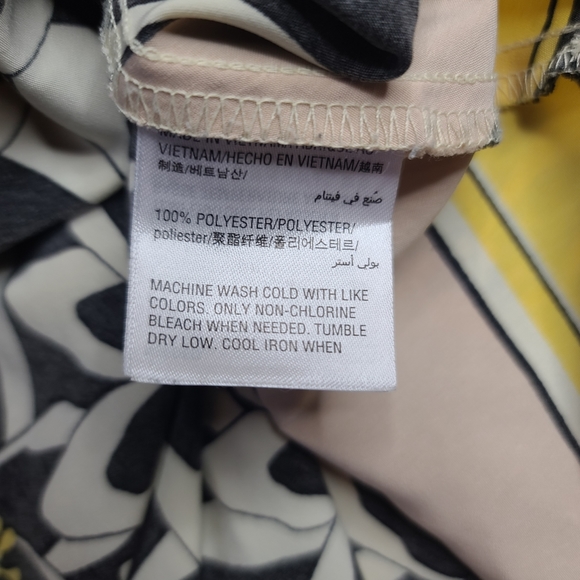 VIETNAM/HECHO EN VIETNAM/越南
制造/베트남산/
صنع في فيتنام
100% POLYESTER/POLYESTER/
poliester/聚酯纤维/폴리에스테르/
بولي أستر
MACHINE WASH COLD WITH LIKE
COLORS. ONLY NON-CHLORINE
BLEACH WHEN NEEDED. TUMBLE
DRY LOW. COOL IRON WHEN